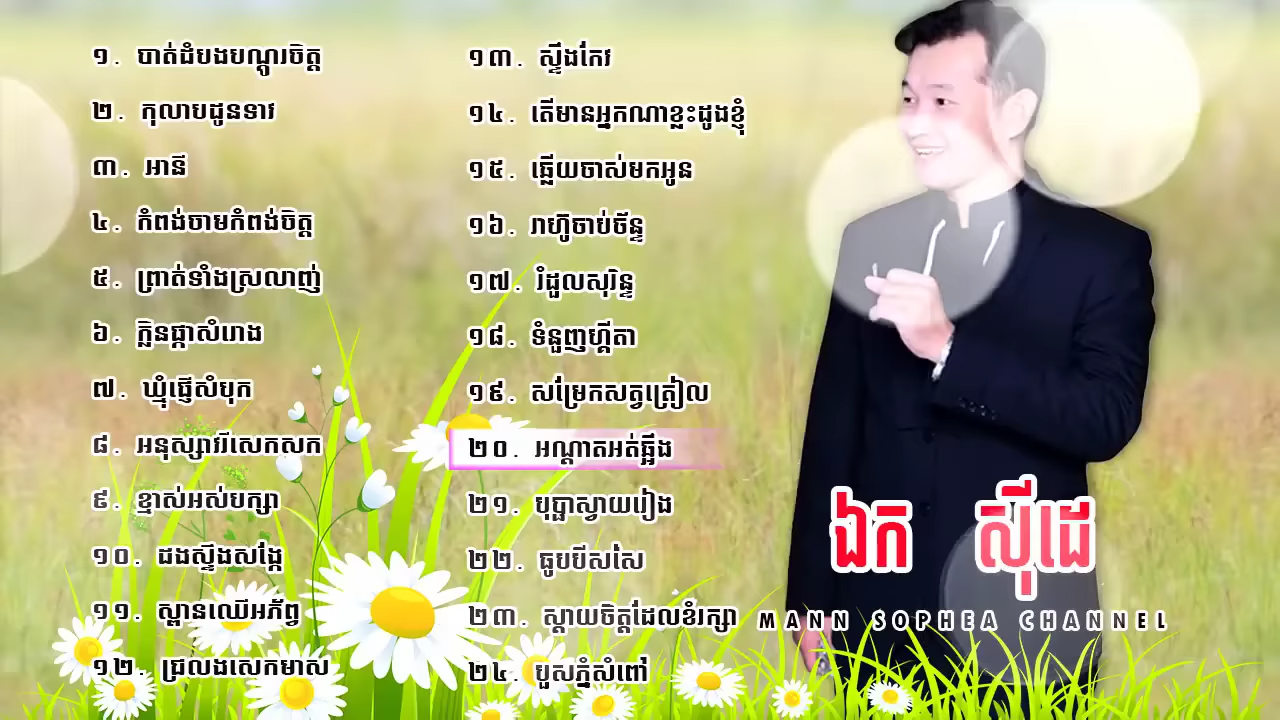 ១. បាត់ដំបងបណ្ដូរចិត្ត
២. កុលាបដូនទាវ
៣. អានី
៤. កំពង់ចាមកំពង់ចិត្ត
៥. ព្រាត់ទាំងស្រលាញ់
៦. ក្លិនផ្កាសំរោង
៧. ឃ្មុំផ្ញើសំបុក
៨. អនុស្សាវរីសេកសក
៩. ខ្មាស់អស់បក្សា
១០. ដងស្ទឹងសង្កែ
១១. ស្ពានឈើអភ័ព្វ
១២. ជ្រលងសេកមាស
១៣. ស្ទឹងកែវ
១៤. តើមានអ្នកណាខ្លះដូងខ្ញុំ
១៥. ឆ្លើយចាស់មកអូន
១៦. រាហ៊ូចាប់ច័ន្ទ
១៧. រំដួលសុរិន្ទ
១៨. ទំនួញហ្គីតា
១៩. សម្រែកសត្វត្រៀល
២០. អណ្ដាតអត់ឆ្អឹង
២១. បុប្ផាស្វាយរៀង
២២. ធូបបីសសៃ
២៣. ស្ដាយចិត្តដែលខំរក្សា
២៤. បួសភ្នំសំពៅ
ឯក ស៊ីដេ
MANN SOPHEA CHANNEL